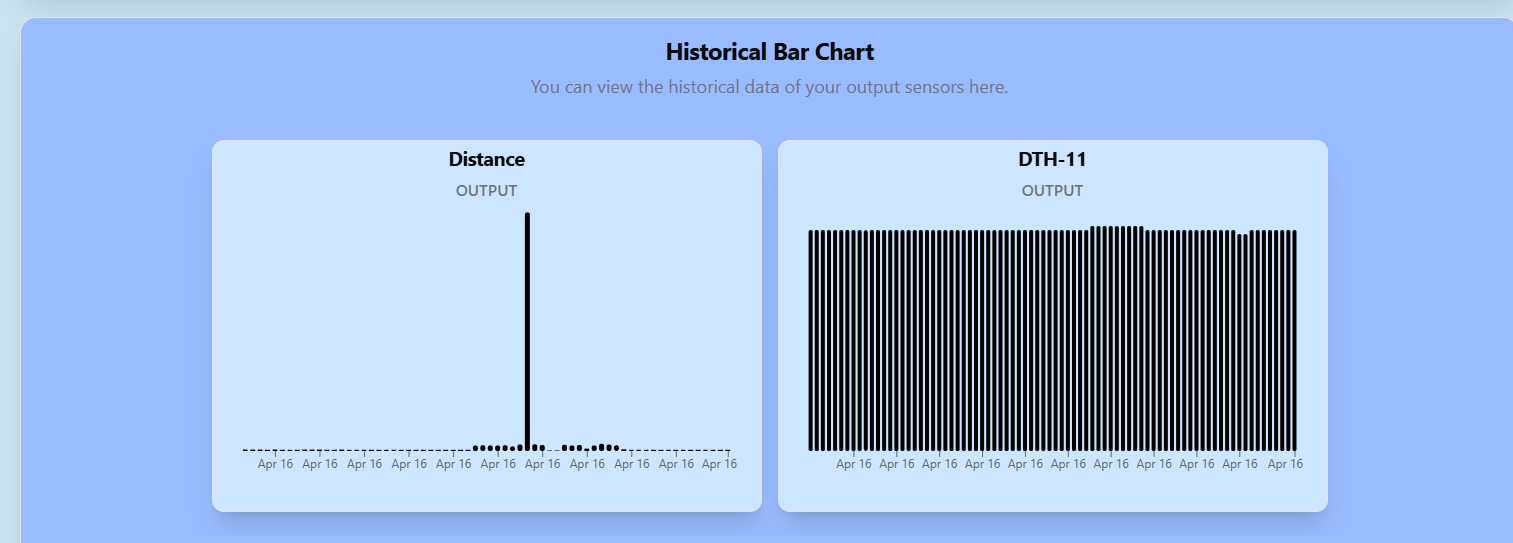 Historical Bar Chart
You can view the historical data of your output sensors here.
Distance
OUTPUT
Apr 16 Apr 16 Apr 16 Apr 16 Apr 16 Apr 16 Apr 16 Apr 16 Apr 16 Apr 16 Apr 16
DTH-11
OUTPUT
Apr 16 Apr 16 Apr 16 Apr 16 Apr 16 Apr 16 Apr 16 Apr 16 Apr 16 Apr 16 Apr 16